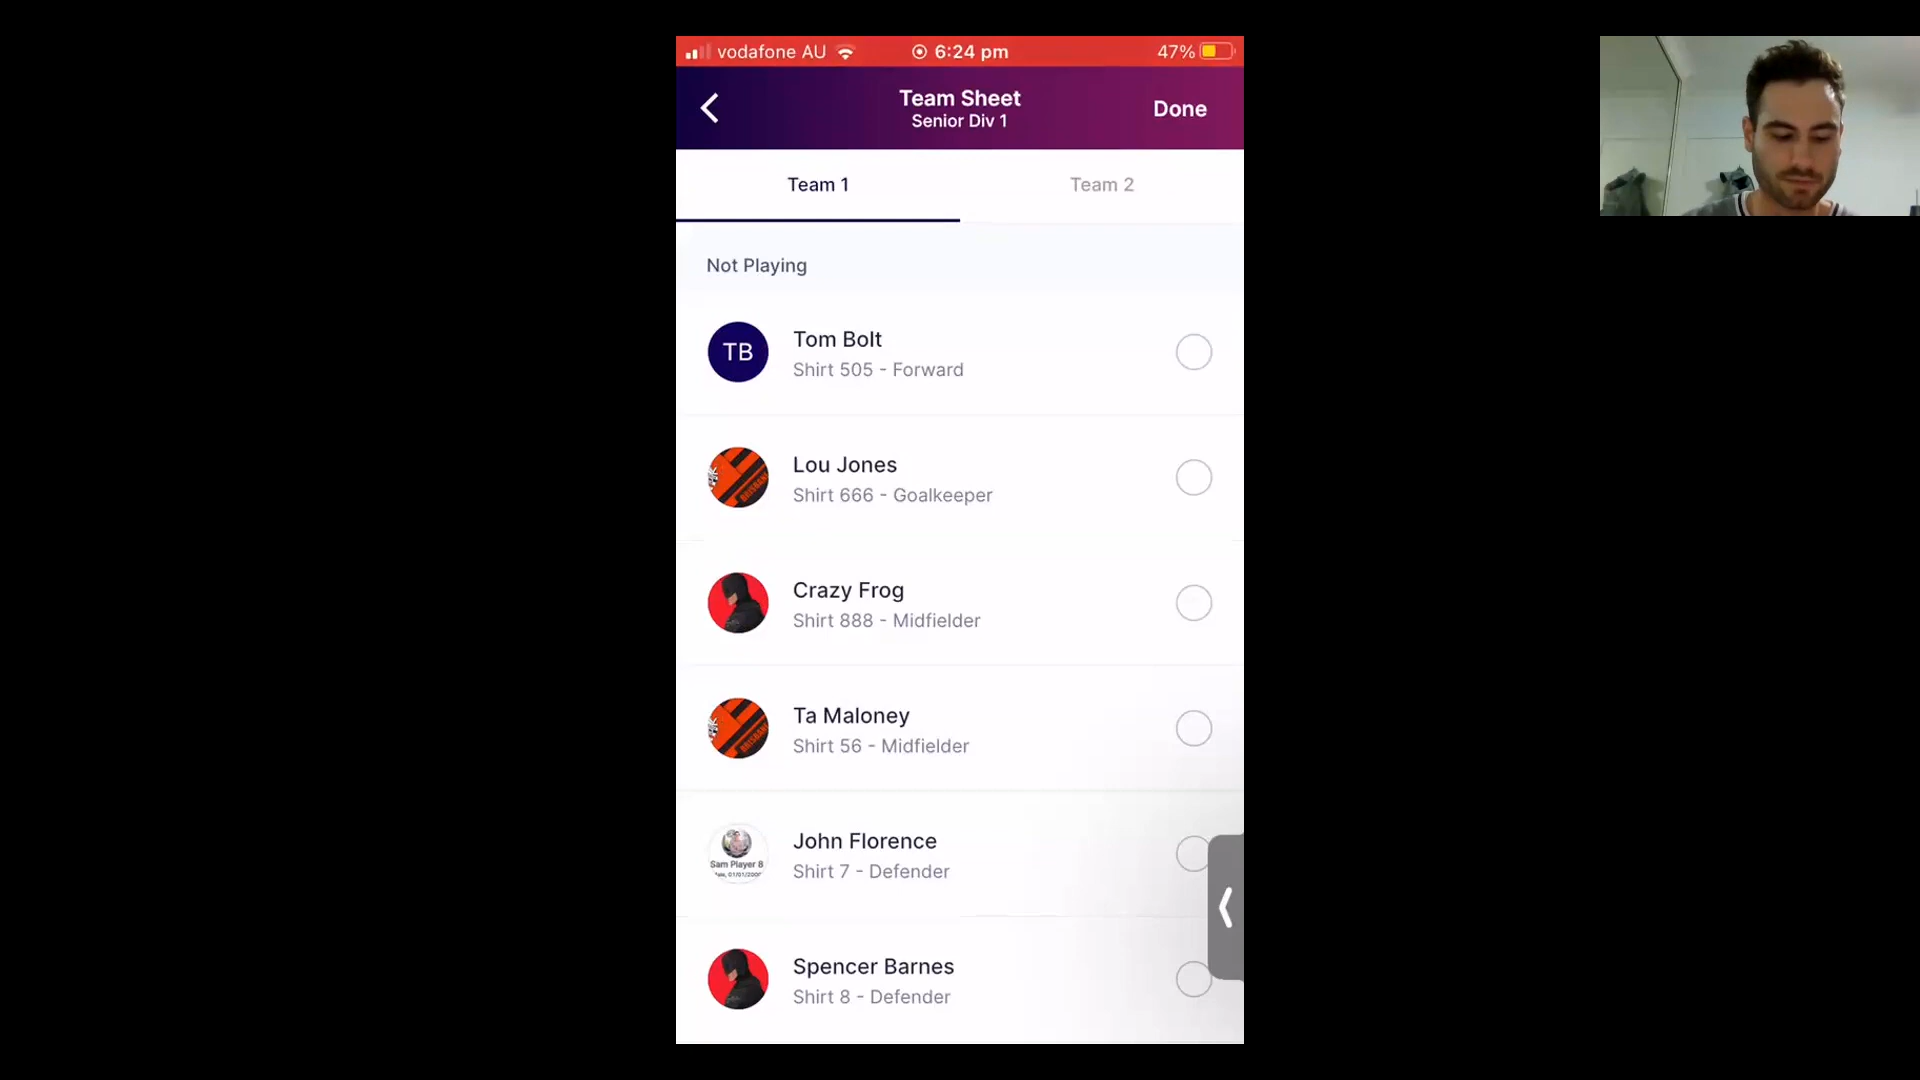 vodafone AU
6:24 pm
47%
Team Sheet
Senior Div 1
Done
Team 1
Team 2
Not Playing
TB
Tom Bolt
Shirt 505 - Forward
Lou Jones
Shirt 666 - Goalkeeper
BRISBANE
Crazy Frog
Shirt 888 - Midfielder
Ta Maloney
Shirt 56 - Midfielder
BRISBANE
John Florence
Shirt 7 - Defender
Sam Player 8
Spencer Barnes
Shirt 8 - Defender